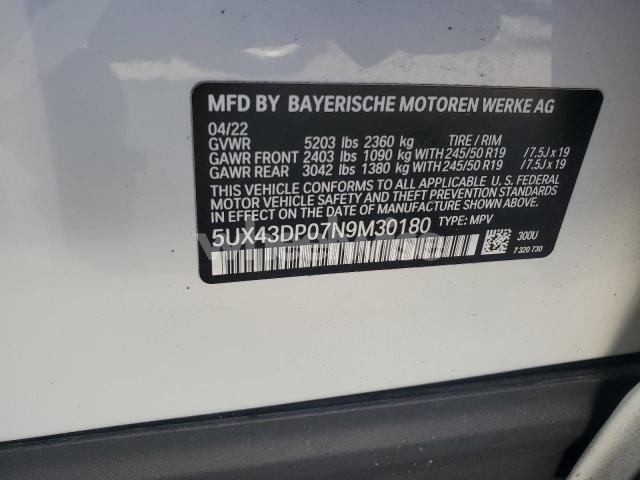 MFD BY BAYERISCHE MOTOREN WERKE AG
04/22
GVWR 5203 lbs 2360 kg TIRE / RIM
GAWR FRONT 2403 lbs 1090 kg WITH 245/50 R19 /7.5J x 19
GAWR REAR 3042 lbs 1380 kg WITH 245/50 R19 /7.5J x 19
THIS VEHICLE CONFORMS TO ALL APPLICABLE U.S. FEDERAL
MOTOR VEHICLE SAFETY, BUMPER, AND THEFT PREVENTION
STANDARDS IN EFFECT ON THE DATE OF MANUFACTURE SHOWN ABOVE.
5UX43DP07N9M30180 TYPE: MPV
300U
7 320 730